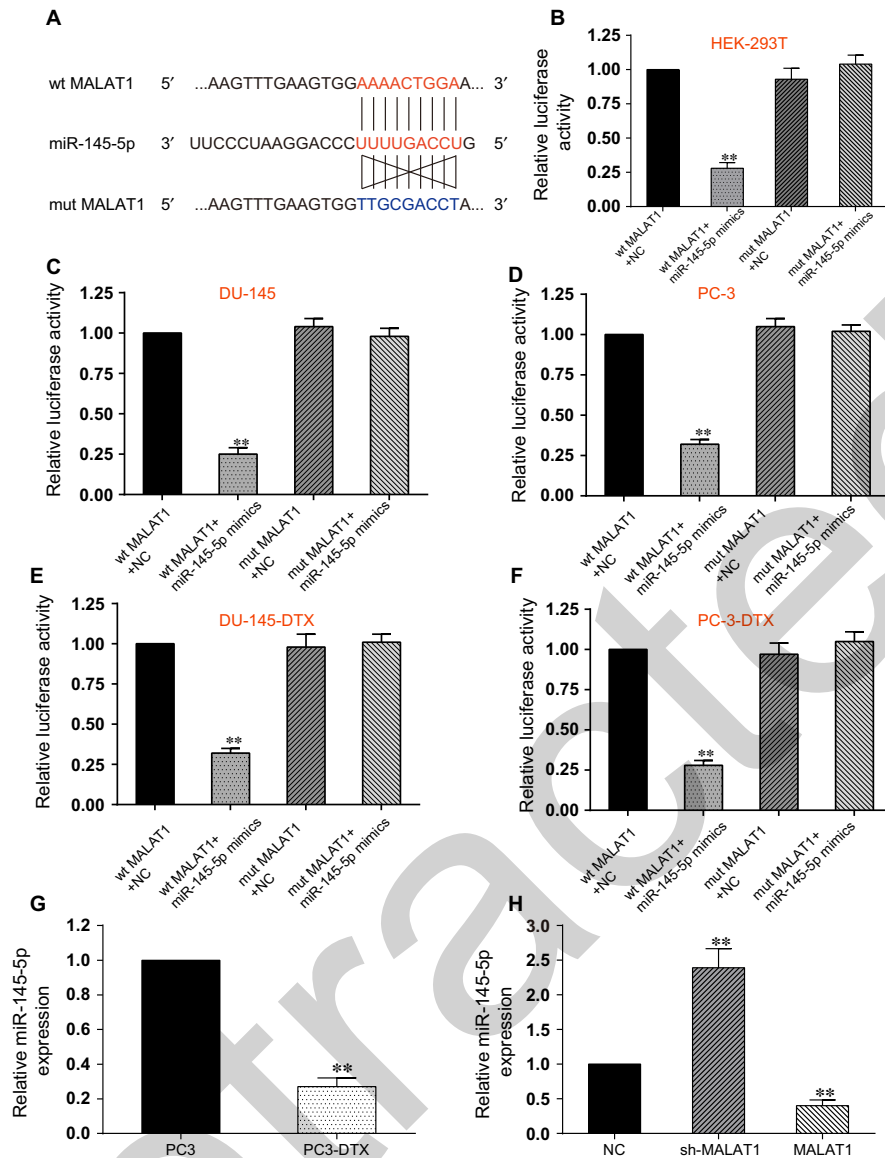 A
wt MALAT1 5′ ...AAGTTTGAAGTGGAAAACTGGAA... 3′
miR-145-5p 3′ UUCCCUAAGGACCCUUUUGACCUG 5′
mut MALAT1 5′ ...AAGTTTGAAGTGGTTGCGACCTA... 3′
B
HEK-293T
Relative luciferase activity
1.25
1.00
0.75
0.50
0.25
0.00
**
wt MALAT1 +NC
wt MALAT1+ miR-145-5p mimics
mut MALAT1 +NC
mut MALAT1+ miR-145-5p mimics
C
DU-145
Relative luciferase activity
1.25
1.00
0.75
0.50
0.25
0.00
**
wt MALAT1 +NC
wt MALAT1+ miR-145-5p mimics
mut MALAT1 +NC
mut MALAT1+ miR-145-5p mimics
D
PC-3
Relative luciferase activity
1.25
1.00
0.75
0.50
0.25
0.00
**
wt MALAT1 +NC
wt MALAT1+ miR-145-5p mimics
mut MALAT1 +NC
mut MALAT1+ miR-145-5p mimics
E
DU-145-DTX
Relative luciferase activity
1.25
1.00
0.75
0.50
0.25
0.00
**
wt MALAT1 +NC
wt MALAT1+ miR-145-5p mimics
mut MALAT1 +NC
mut MALAT1+ miR-145-5p mimics
F
PC-3-DTX
Relative luciferase activity
1.25
1.00
0.75
0.50
0.25
0.00
**
wt MALAT1 +NC
wt MALAT1+ miR-145-5p mimics
mut MALAT1 +NC
mut MALAT1+ miR-145-5p mimics
G
Relative miR-145-5p expression
1.2
1.0
0.8
0.6
0.4
0.2
0.0
**
PC3
PC3-DTX
H
Relative miR-145-5p expression
3.0
2.5
2.0
1.5
1.0
0.5
0.0
**
**
NC
sh-MALAT1
MALAT1